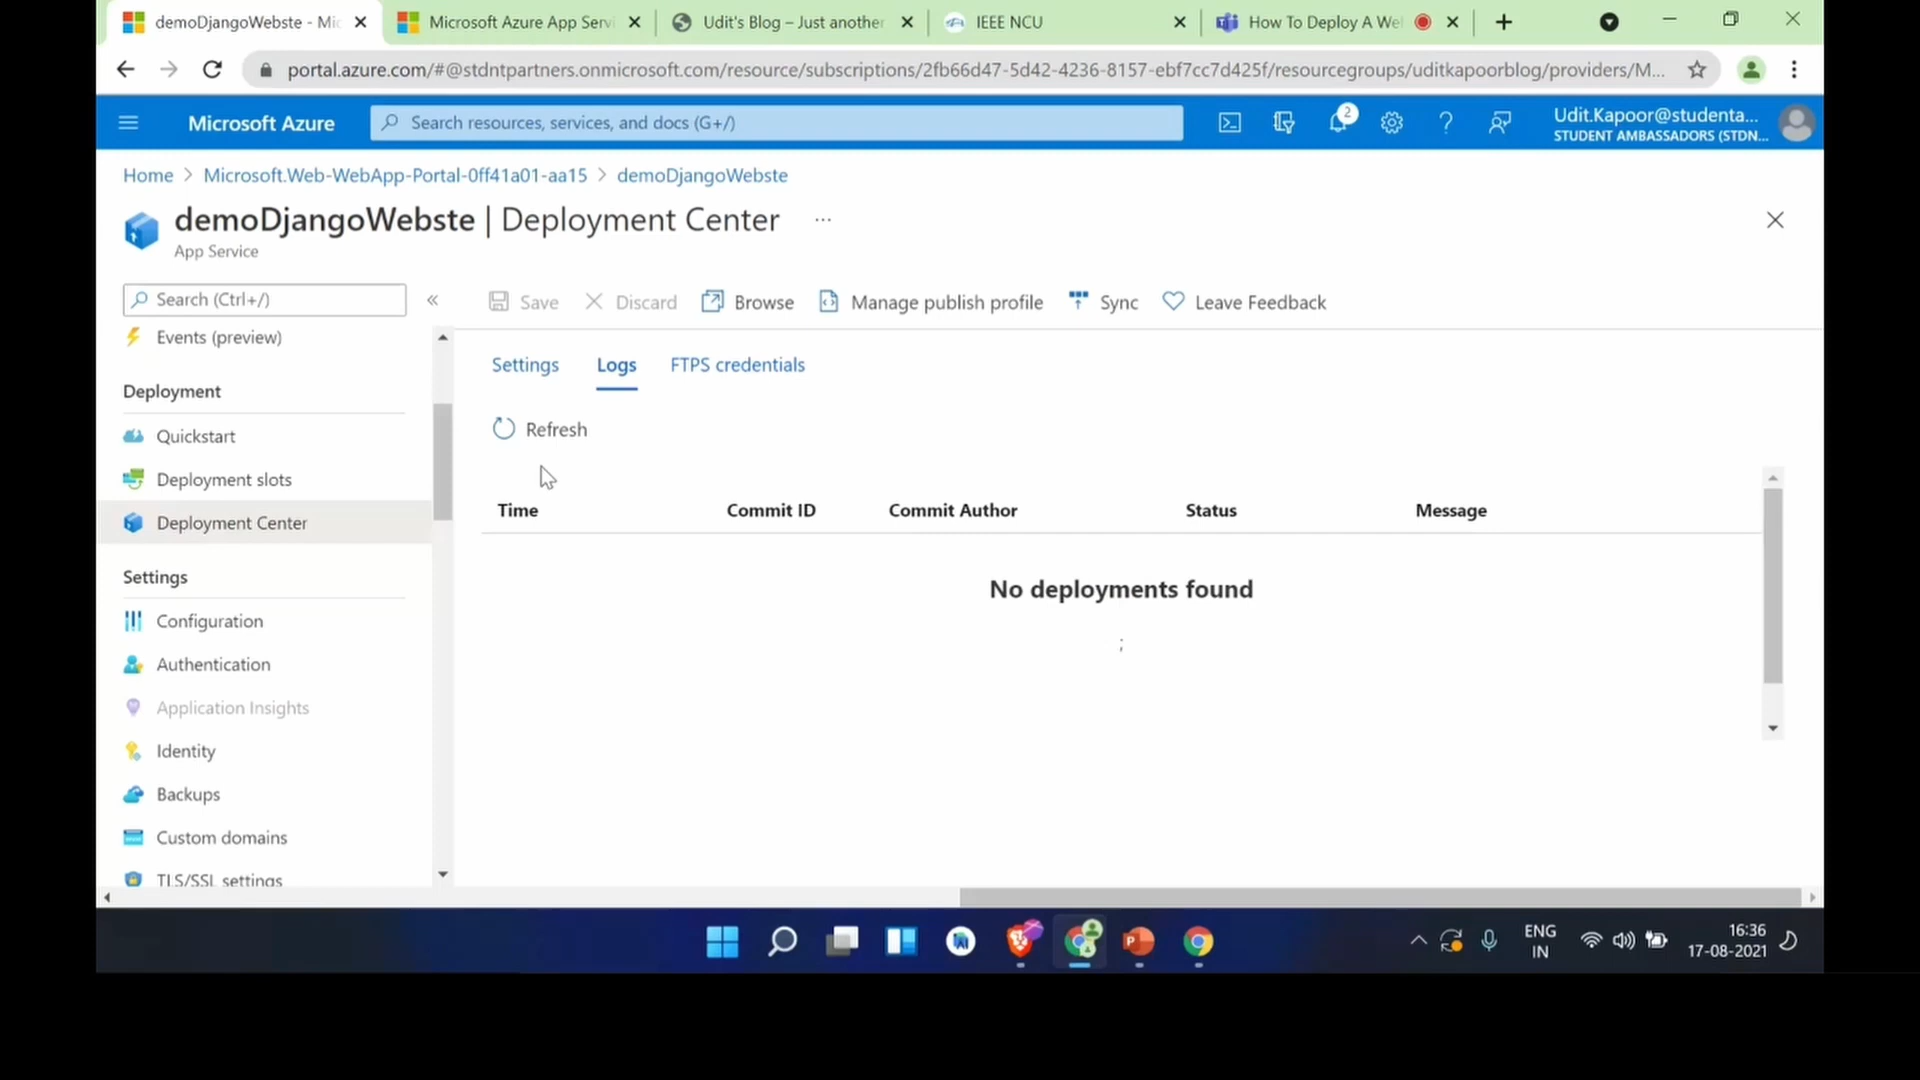 demoDjangoWebste - Mic
Microsoft Azure App Servi
Udit's Blog – Just another
IEEE NCU
How To Deploy A We
portal.azure.com/#@stdntpartners.onmicrosoft.com/resource/subscriptions/2fb66d47-5d42-4236-8157-ebf7cc7d425f/resourcegroups/uditkapoorblog/providers/M...
Microsoft Azure
Search resources, services, and docs (G+/)
2
Udit.Kapoor@studenta...
STUDENT AMBASSADORS (STDN...
Home > Microsoft.Web-WebApp-Portal-0ff41a01-aa15 > demoDjangoWebste
demoDjangoWebste | Deployment Center ...
App Service
Search (Ctrl+/)
«
Save
Discard
Browse
Manage publish profile
Sync
Leave Feedback
Events (preview)
Deployment
Quickstart
Deployment slots
Deployment Center
Settings
Configuration
Authentication
Application Insights
Identity
Backups
Custom domains
TLS/SSL settings
Settings
Logs
FTPS credentials
Refresh
Time
Commit ID
Commit Author
Status
Message
No deployments found
;
ENG
IN
16:36
17-08-2021